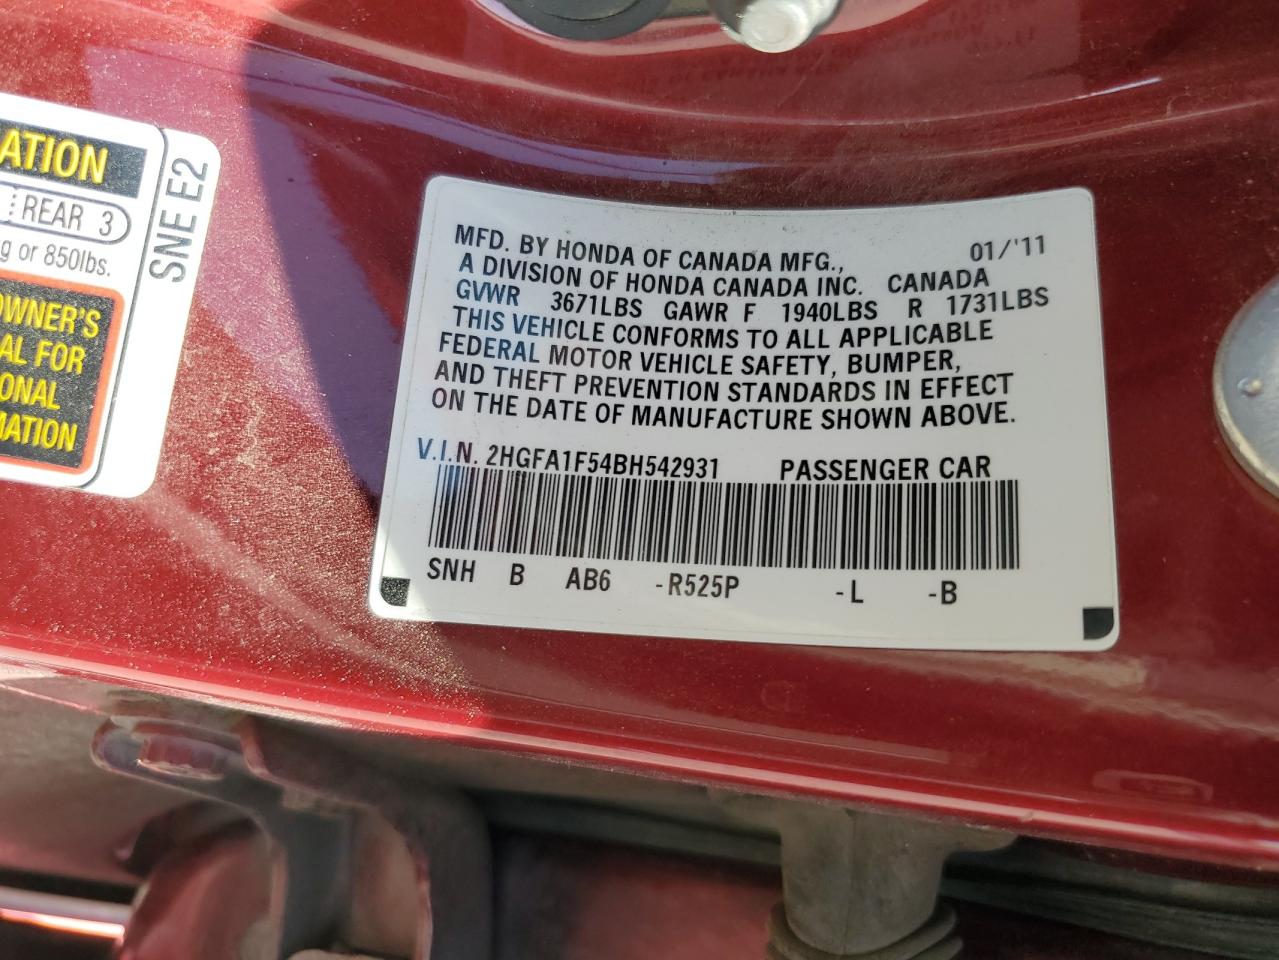 ATION
REAR 3
g or 850lbs.
OWNER'S
AL FOR
ONAL
MATION
SNE E2
MFD. BY HONDA OF CANADA MFG., 01/'11
A DIVISION OF HONDA CANADA INC. CANADA
GVWR 3671LBS GAWR F 1940LBS R 1731LBS
THIS VEHICLE CONFORMS TO ALL APPLICABLE
FEDERAL MOTOR VEHICLE SAFETY, BUMPER,
AND THEFT PREVENTION STANDARDS IN EFFECT
ON THE DATE OF MANUFACTURE SHOWN ABOVE.
V.I.N. 2HGFA1F54BH542931 PASSENGER CAR
SNH B AB6 -R525P -L -B